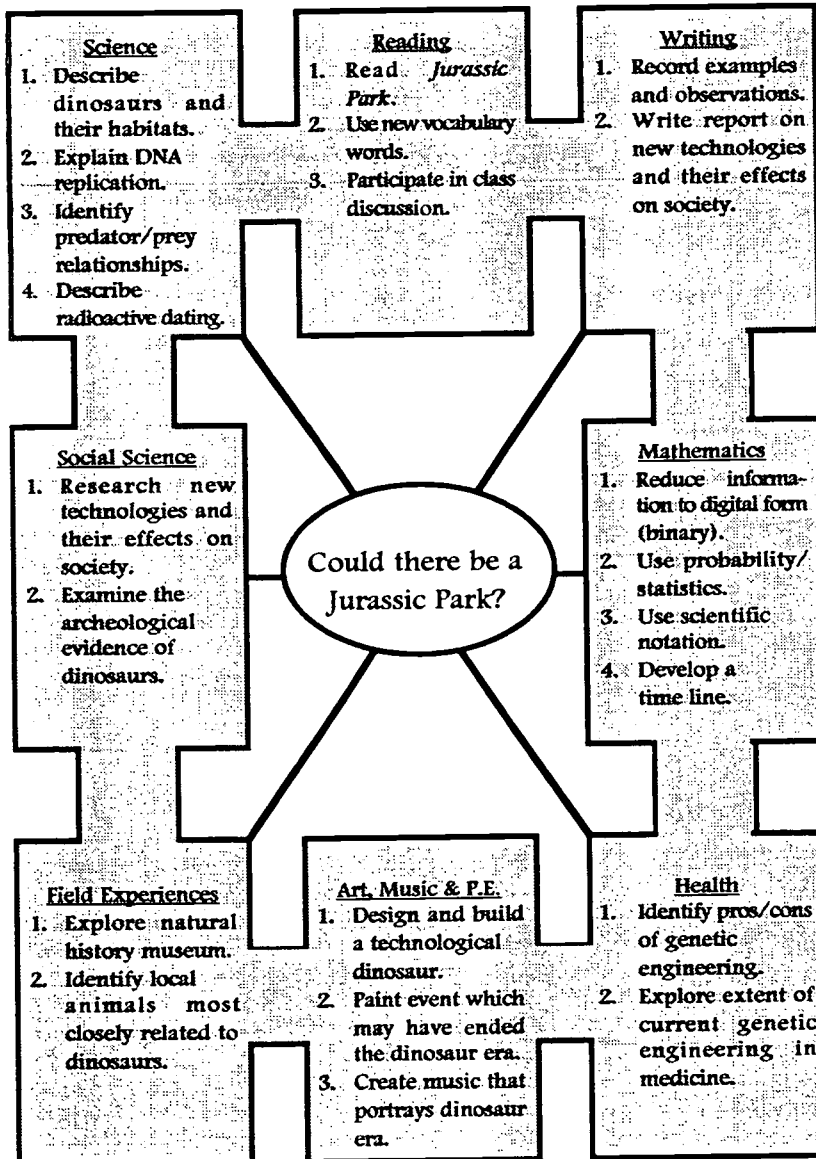 Science
1. Describe
dinosaurs and
their habitats.
2. Explain DNA
replication.
3. Identify
predator/prey
relationships.
4. Describe
radioactive dating.
Reading
1. Read Jurassic
Park.
2. Use new vocabulary
words.
3. Participate in class
discussion.
Writing
1. Record examples
and observations.
2. Write report on
new technologies
and their effects
on society.
Social Science
1. Research new
technologies and
their effects on
society.
2. Examine the
archeological
evidence of
dinosaurs.
Could there be a
Jurassic Park?
Mathematics
1. Reduce informa-
tion to digital form
(binary).
2. Use probability/
statistics.
3. Use scientific
notation.
4. Develop a
time line.
Field Experiences
1. Explore natural
history museum.
2. Identify local
animals most
closely related to
dinosaurs.
Art, Music & P.E.
1. Design and build
a technological
dinosaur.
2. Paint event which
may have ended
the dinosaur era.
3. Create music that
portrays dinosaur
era.
Health
1. Identify pros/cons
of genetic
engineering.
2. Explore extent of
current genetic
engineering in
medicine.